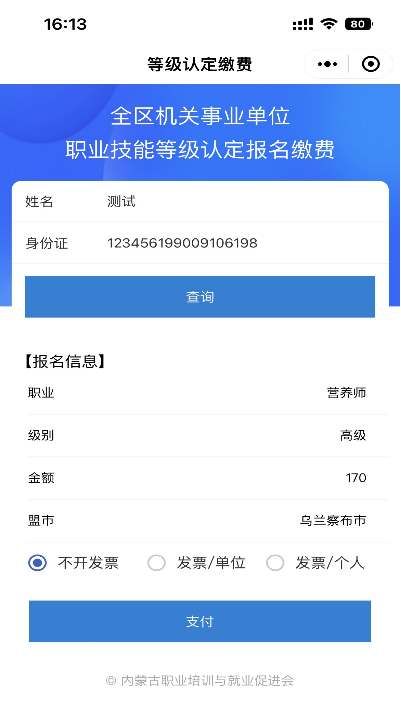 16:13
80
等级认定缴费
全区机关事业单位
职业技能等级认定报名缴费
姓名 测试
身份证 123456199009106198
查询
【报名信息】
职业 营养师
级别 高级
金额 170
盟市 乌兰察布市
不开发票 发票/单位 发票/个人
支付
© 内蒙古职业培训与就业促进会